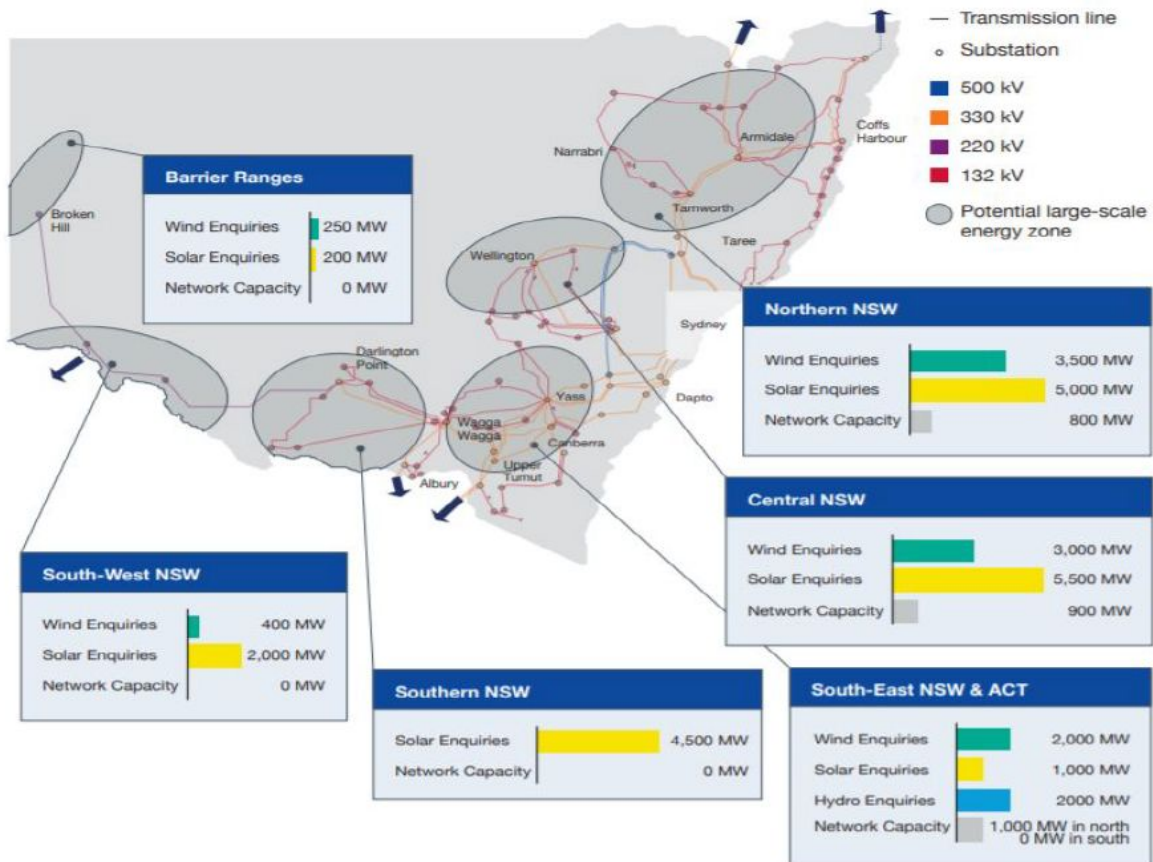 Transmission line
Substation
500 kV
330 kV
220 kV
132 kV
Potential large-scale
energy zone
Coffs
Harbour
Armidale
Narrabri
Tamworth
Taree
Broken
Hill
Wellington
Sydney
Darlington
Point
Yass
Dapto
Wagga
Wagga
Canberra
Upper
Tumut
Albury
Barrier Ranges
Wind Enquiries 250 MW
Solar Enquiries 200 MW
Network Capacity 0 MW
Northern NSW
Wind Enquiries 3,500 MW
Solar Enquiries 5,000 MW
Network Capacity 800 MW
Central NSW
Wind Enquiries 3,000 MW
Solar Enquiries 5,500 MW
Network Capacity 900 MW
South-West NSW
Wind Enquiries 400 MW
Solar Enquiries 2,000 MW
Network Capacity 0 MW
Southern NSW
Solar Enquiries 4,500 MW
Network Capacity 0 MW
South-East NSW & ACT
Wind Enquiries 2,000 MW
Solar Enquiries 1,000 MW
Hydro Enquiries 2000 MW
Network Capacity 1,000 MW in north
0 MW in south